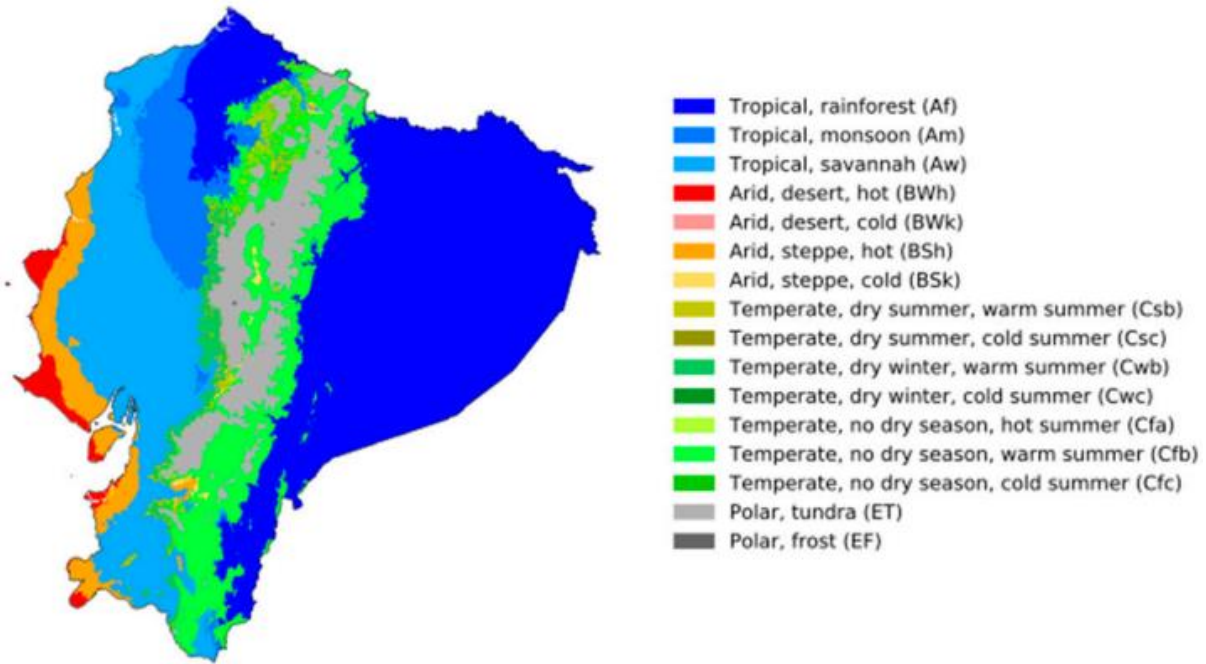 Tropical, rainforest (Af)
Tropical, monsoon (Am)
Tropical, savannah (Aw)
Arid, desert, hot (BWh)
Arid, desert, cold (BWk)
Arid, steppe, hot (BSh)
Arid, steppe, cold (BSk)
Temperate, dry summer, warm summer (Csb)
Temperate, dry summer, cold summer (Csc)
Temperate, dry winter, warm summer (Cwb)
Temperate, dry winter, cold summer (Cwc)
Temperate, no dry season, hot summer (Cfa)
Temperate, no dry season, warm summer (Cfb)
Temperate, no dry season, cold summer (Cfc)
Polar, tundra (ET)
Polar, frost (EF)